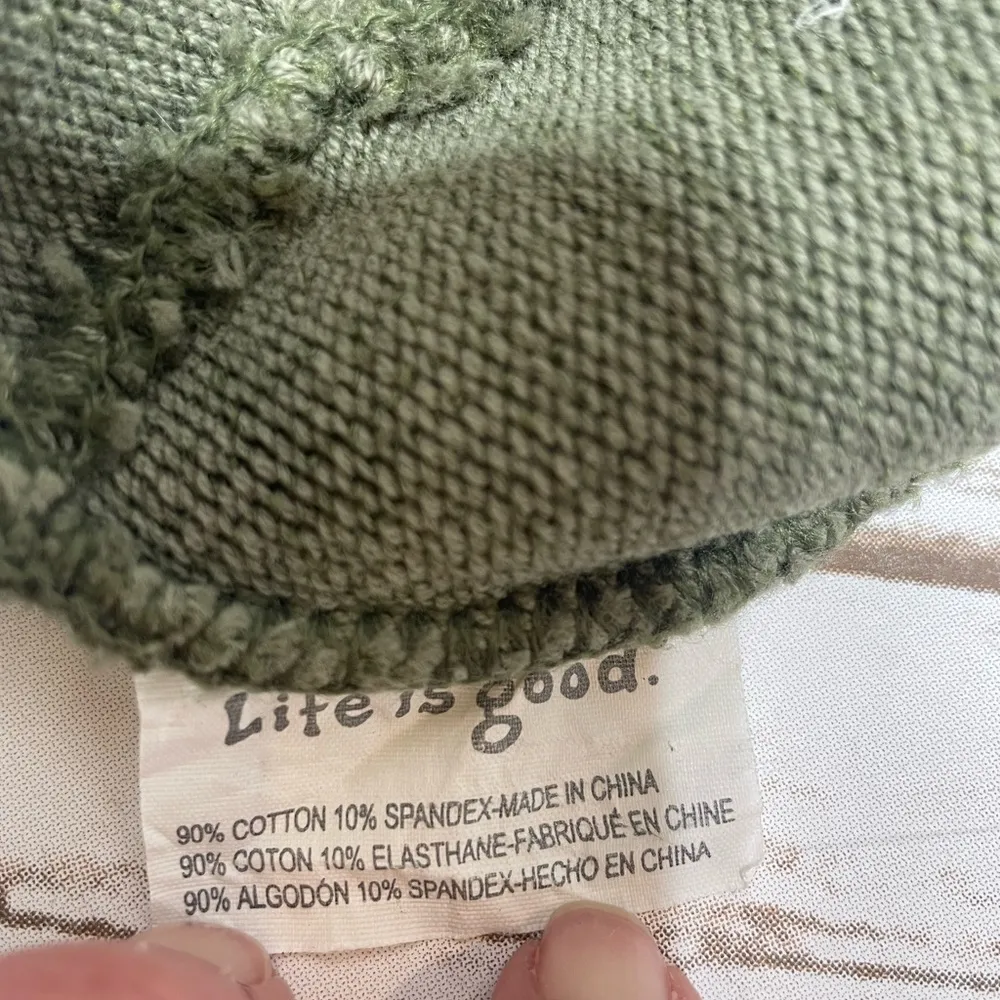 Life is good.
90% COTTON 10% SPANDEX-MADE IN CHINA
90% COTON 10% ELASTHANE-FABRIQUÉ EN CHINE
90% ALGODÓN 10% SPANDEX-HECHO EN CHINA